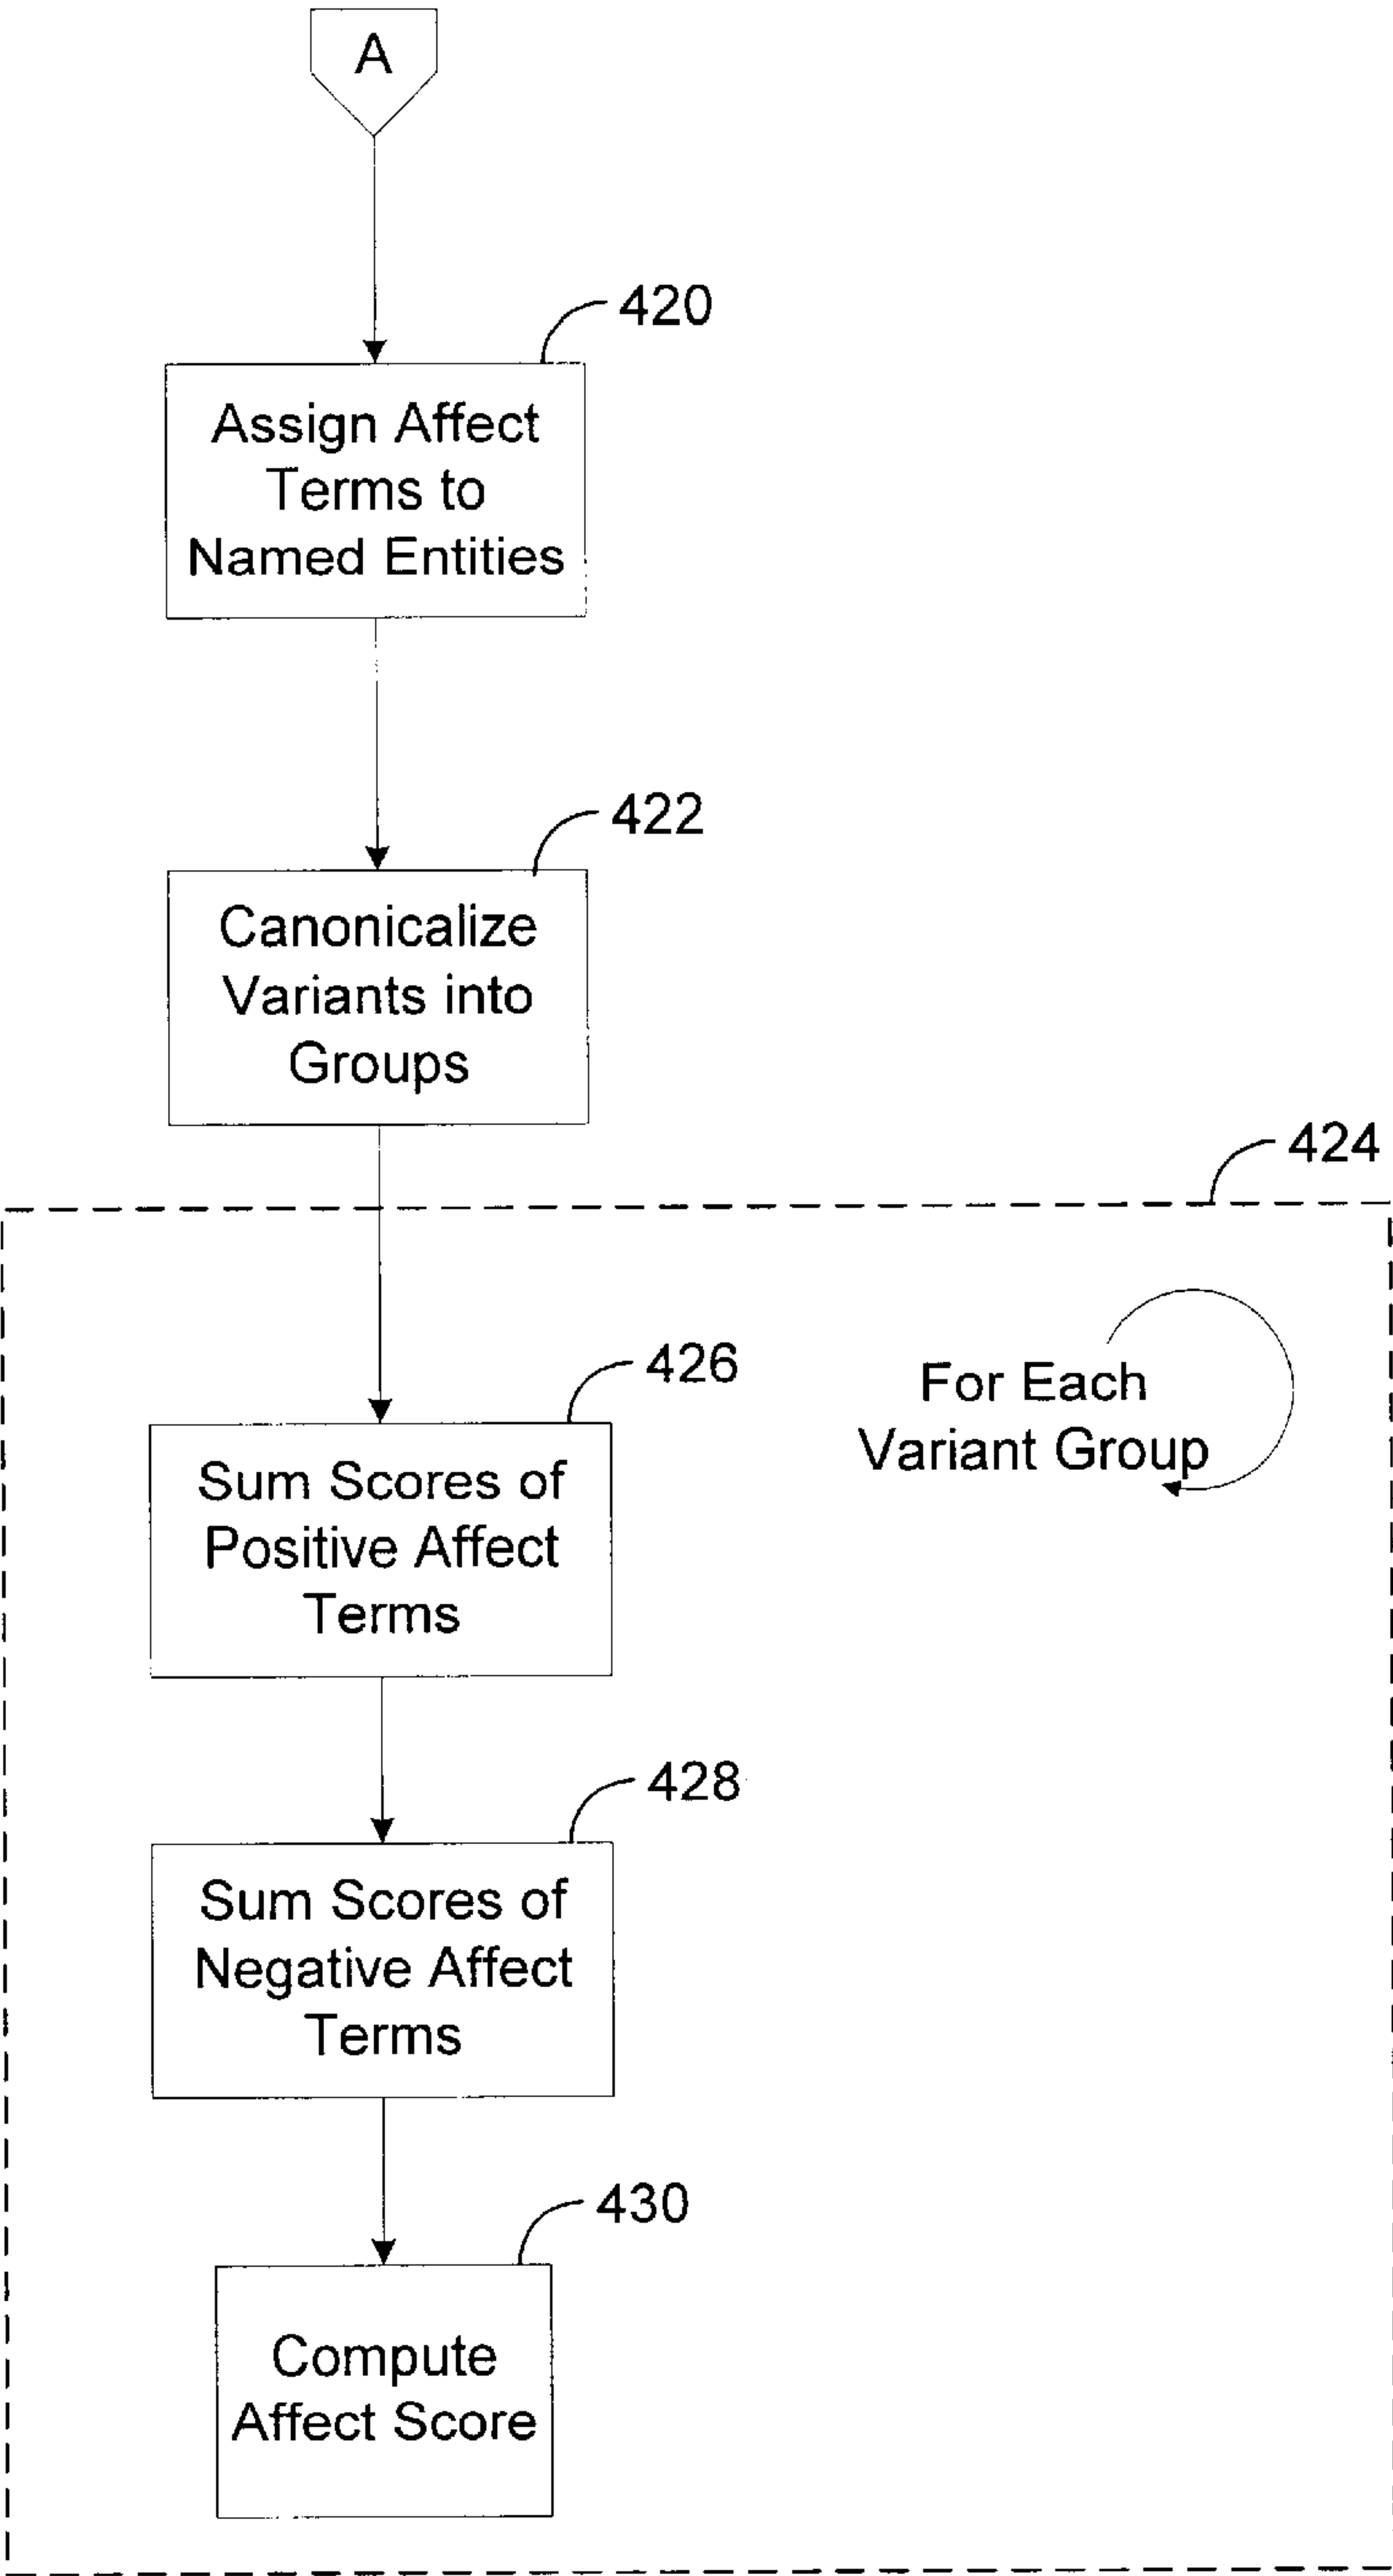 A
420
Assign Affect
Terms to
Named Entities
422
Canonicalize
Variants into
Groups
424
For Each
Variant Group
426
Sum Scores of
Positive Affect
Terms
428
Sum Scores of
Negative Affect
Terms
430
Compute
Affect Score